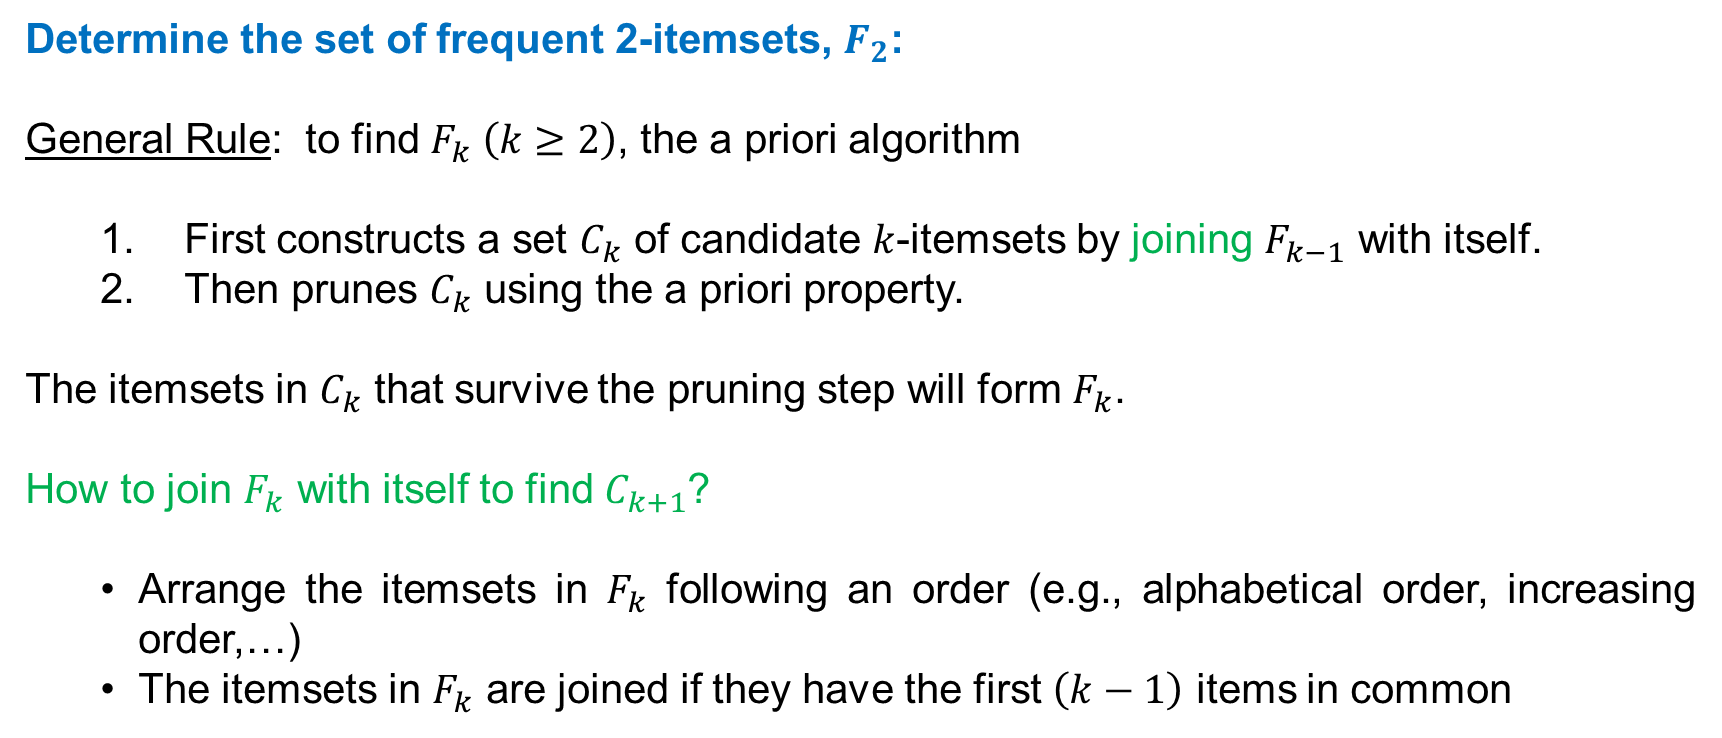 Determine the set of frequent 2-itemsets, F₂:
General Rule: to find Fₖ (k ≥ 2), the a priori algorithm
1. First constructs a set Cₖ of candidate k-itemsets by joining Fₖ₋₁ with itself.
2. Then prunes Cₖ using the a priori property.
The itemsets in Cₖ that survive the pruning step will form Fₖ.
How to join Fₖ with itself to find Cₖ₊₁?
• Arrange the itemsets in Fₖ following an order (e.g., alphabetical order, increasing
order,…)
• The itemsets in Fₖ are joined if they have the first (k − 1) items in common